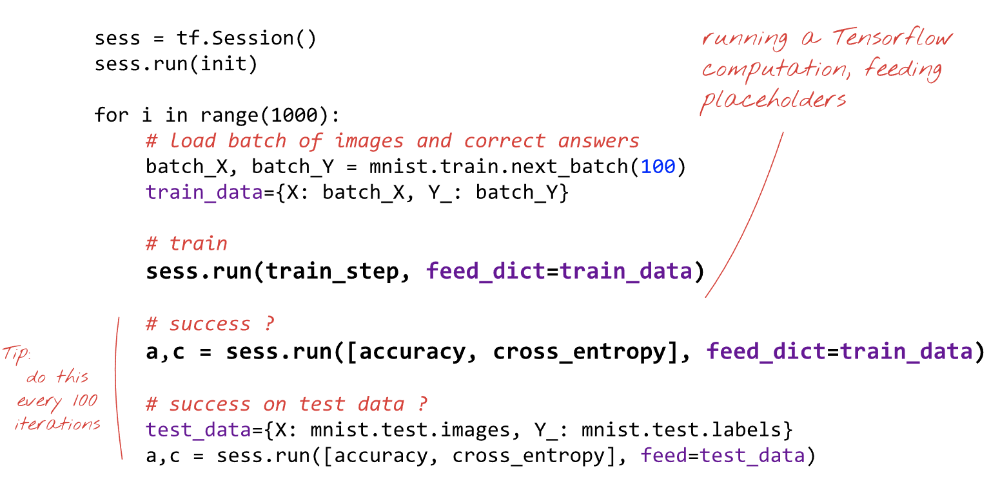 sess = tf.Session()
sess.run(init)
running a Tensorflow
computation, feeding
placeholders
for i in range(1000):
# load batch of images and correct answers
batch_X, batch_Y = mnist.train.next_batch(100)
train_data={X: batch_X, Y_: batch_Y}
# train
sess.run(train_step, feed_dict=train_data)
# success ?
a,c = sess.run([accuracy, cross_entropy], feed_dict=train_data)
Tip:
do this
every 100
iterations
# success on test data ?
test_data={X: mnist.test.images, Y_: mnist.test.labels}
a,c = sess.run([accuracy, cross_entropy], feed=test_data)